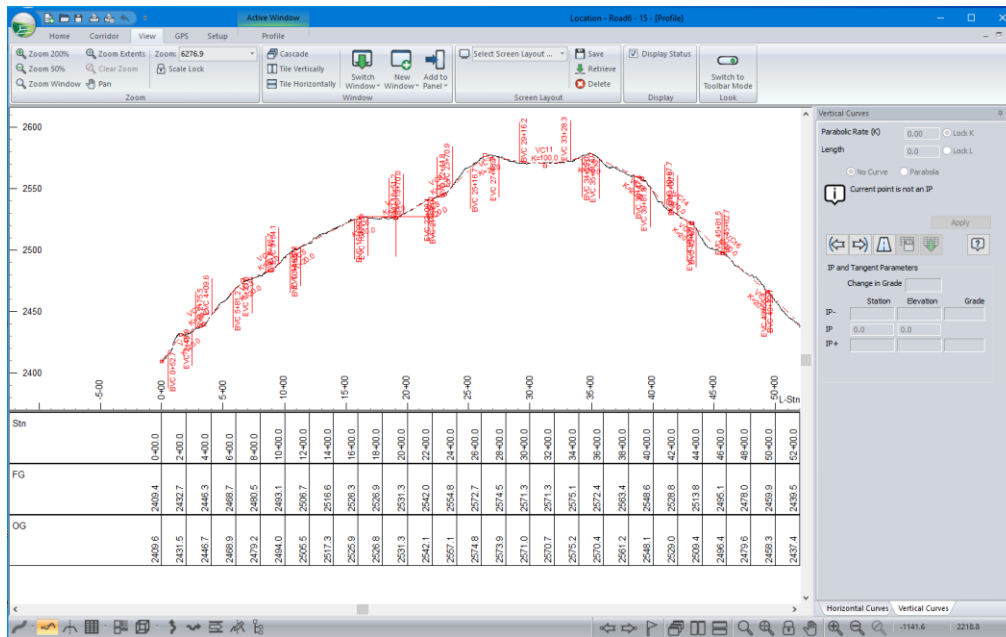 Active Window
Location - Road6 - 15 - [Profile]
Home Corridor View GPS Setup Profile
Zoom 200% Zoom Extents Zoom: 6276.9
Zoom 50% Clear Zoom Scale Lock
Zoom Window Pan
Zoom
Cascade
Tile Vertically
Tile Horizontally
Switch Window
New Window
Add to Panel
Window
Select Screen Layout ...
Save
Retrieve
Delete
Screen Layout
Display Status
Display
Switch to Toolbar Mode
Look
2600
2550
2500
2450
2400
BVC 0+52.7
BVC 29+16.2
VC11
K=100.0
EVC 33+28.3
-5+00 0+00 5+00 10+00 15+00 20+00 25+00 30+00 35+00 40+00 45+00 50+00
L-Stn
Stn 0+00.0 2+00.0 4+00.0 6+00.0 8+00.0 10+00.0 12+00.0 14+00.0 16+00.0 18+00.0 20+00.0 22+00.0 24+00.0 26+00.0 28+00.0 30+00.0 32+00.0 34+00.0 36+00.0 38+00.0 40+00.0 42+00.0 44+00.0 46+00.0 48+00.0 50+00.0 52+00.0
FG 2409.4 2432.7 2446.3 2468.7 2480.5 2493.1 2506.7 2516.6 2526.3 2526.9 2531.3 2542.0 2554.8 2572.7 2574.5 2571.3 2571.3 2575.1 2572.4 2563.4 2548.6 2528.8 2513.8 2495.1 2478.0 2459.9 2439.5
OG 2409.6 2431.5 2446.7 2468.9 2479.2 2494.0 2505.5 2517.3 2525.9 2526.8 2531.3 2542.1 2557.1 2574.8 2573.9 2571.0 2570.7 2575.2 2570.4 2561.2 2548.1 2529.0 2509.4 2496.4 2479.6 2458.3 2437.4
Vertical Curves
Parabolic Rate (K) 0.00 Lock K
Length 0.0 Lock L
No Curve Parabola
Current point is not an IP
Apply
IP and Tangent Parameters
Change in Grade
Station Elevation Grade
IP-
IP 0.0 0.0
IP+
Horizontal Curves Vertical Curves
-1141.6 2218.8